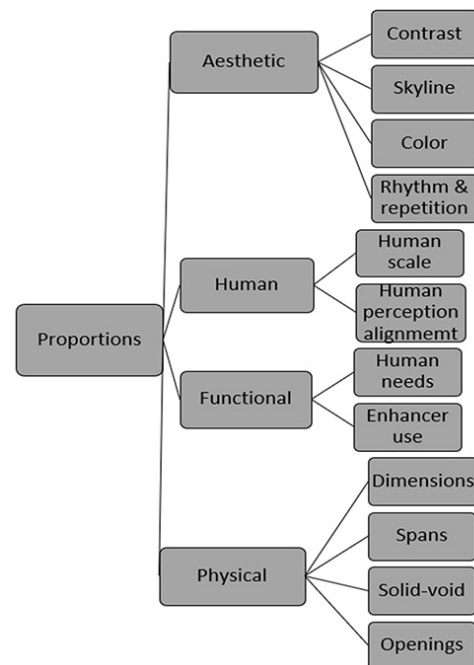 Proportions
Aesthetic
Contrast
Skyline
Color
Rhythm &
repetition
Human
Human
scale
Human
perception
alignmemt
Functional
Human
needs
Enhancer
use
Physical
Dimensions
Spans
Solid-void
Openings